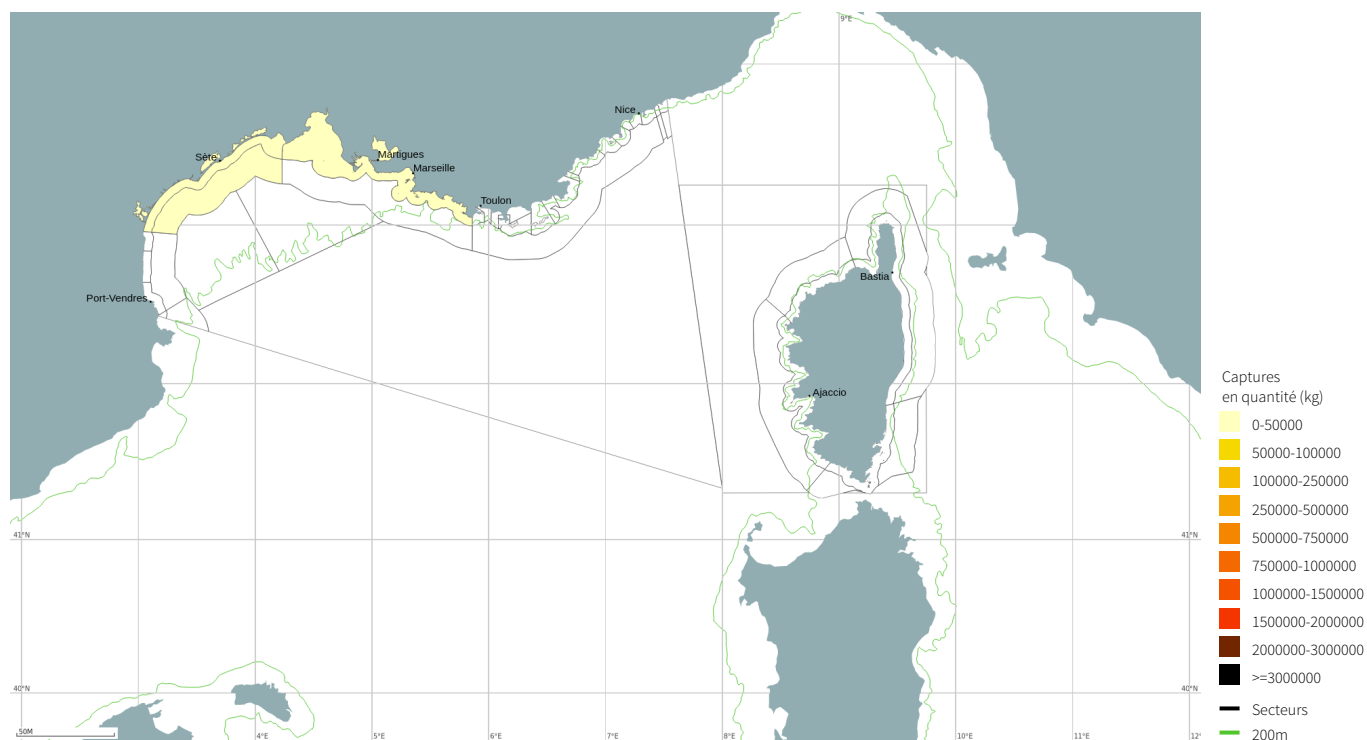 9°E
Nice
Sète
Martigues
Marseille
Toulon
Bastia
Port-Vendres
Ajaccio
41°N
41°N
40°N
40°N
50M
4°E
5°E
6°E
7°E
8°E
10°E
11°E
12°
Captures
en quantité (kg)
0-50000
50000-100000
100000-250000
250000-500000
500000-750000
750000-1000000
1000000-1500000
1500000-2000000
2000000-3000000
>=3000000
Secteurs
200m